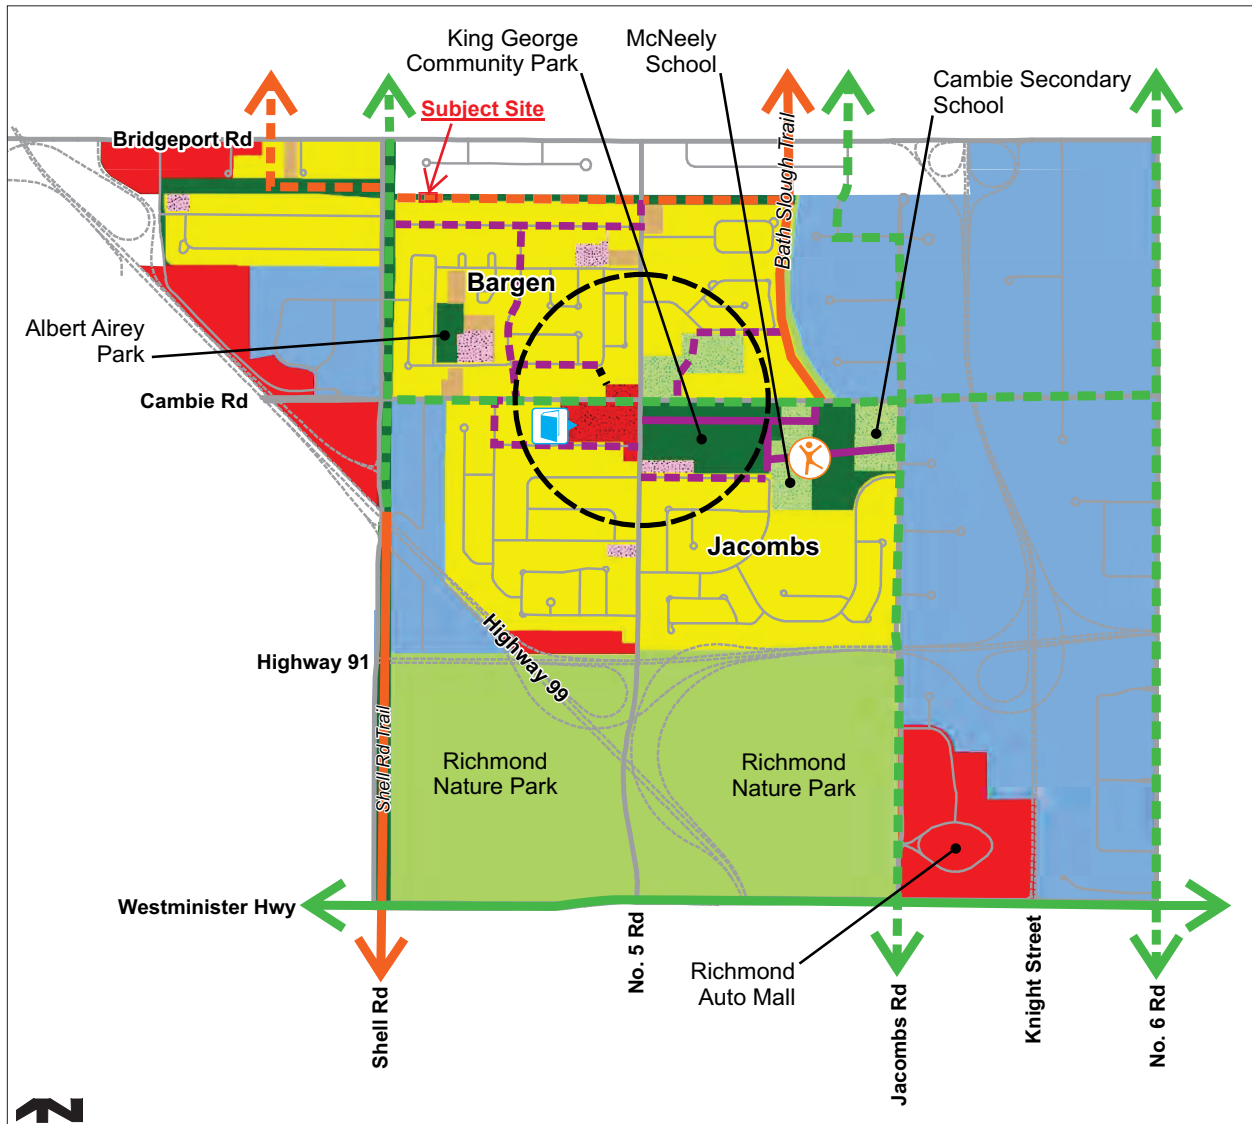 King George
Community Park
McNeely
School
Cambie Secondary
School
Subject Site
Bridgeport Rd
Bath Slough Trail
Bargen
Albert Airey
Park
Cambie Rd
Jacombs
Highway 99
Highway 91
Shell Rd Trail
Richmond
Nature Park
Richmond
Nature Park
Westminister Hwy
No. 5 Rd
Richmond
Auto Mall
Shell Rd
Jacombs Rd
Knight Street
No. 6 Rd
N